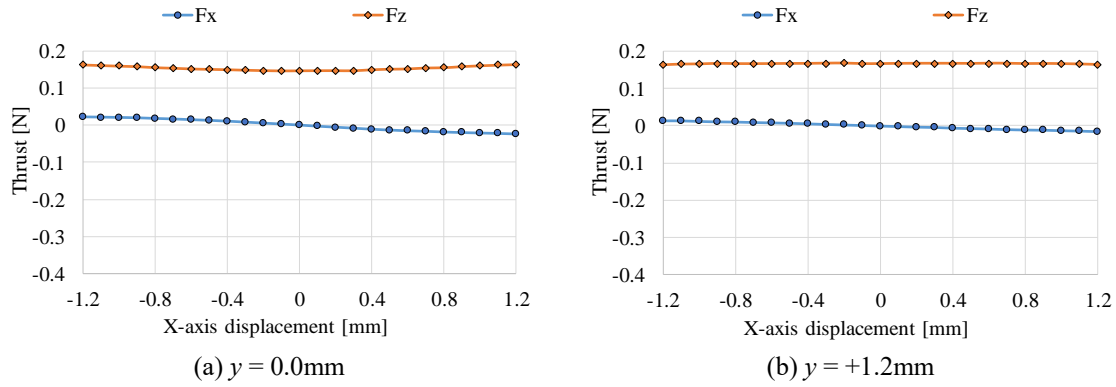 Fx Fz
0.2
0.1
0
-0.1
-0.2
-0.3
-0.4
Thrust [N]
-1.2 -0.8 -0.4 0 0.4 0.8 1.2
X-axis displacement [mm]
(a) y = 0.0mm
Fx Fz
0.2
0.1
0
-0.1
-0.2
-0.3
-0.4
Thrust [N]
-1.2 -0.8 -0.4 0 0.4 0.8 1.2
X-axis displacement [mm]
(b) y = +1.2mm